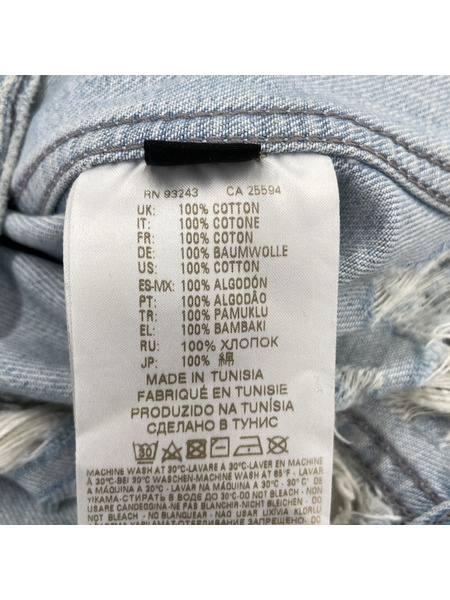 RN 93243 CA 25594
UK: 100% COTTON
IT: 100% COTONE
FR: 100% COTON
DE: 100% BAUMWOLLE
US: 100% COTTON
ES-MX: 100% ALGODÓN
PT: 100% ALGODÃO
TR: 100% PAMUKLU
EL: 100% BAMBAKI
RU: 100% ХЛОПОК
JP: 100% 綿
MADE IN TUNISIA
FABRIQUÉ EN TUNISIE
PRODUZIDO NA TUNÍSIA
СДЕЛАНО В ТУНИС
30
MACHINE WASH AT 30°C-LAVARE A 30°C-LAVER EN MACHINE
À 30°C-BEI 30°C WASCHEN-MACHINE WASH AT 85°F - LAVAR
A MÁQUINA A 30°C - LAVAR NA MÁQUINA A 30°C - 30°C'DE
YIKAMA-СТИРАТЬ В ВОДЕ ДО 30°C-DO NOT BLEACH - NON
USARE CANDEGGINA-NE PAS BLANCHIR-NICHT BLEICHEN-DO
NOT BLEACH - NO BLANQUEAR - NÃO USAR LIXÍVIA OU CLORO